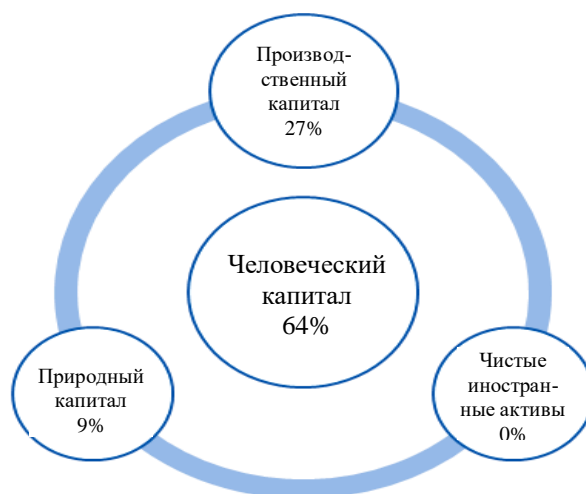 Производ-
ственный
капитал
27%
Человеческий
капитал
64%
Природный
капитал
9%
Чистые
иностран-
ные активы
0%